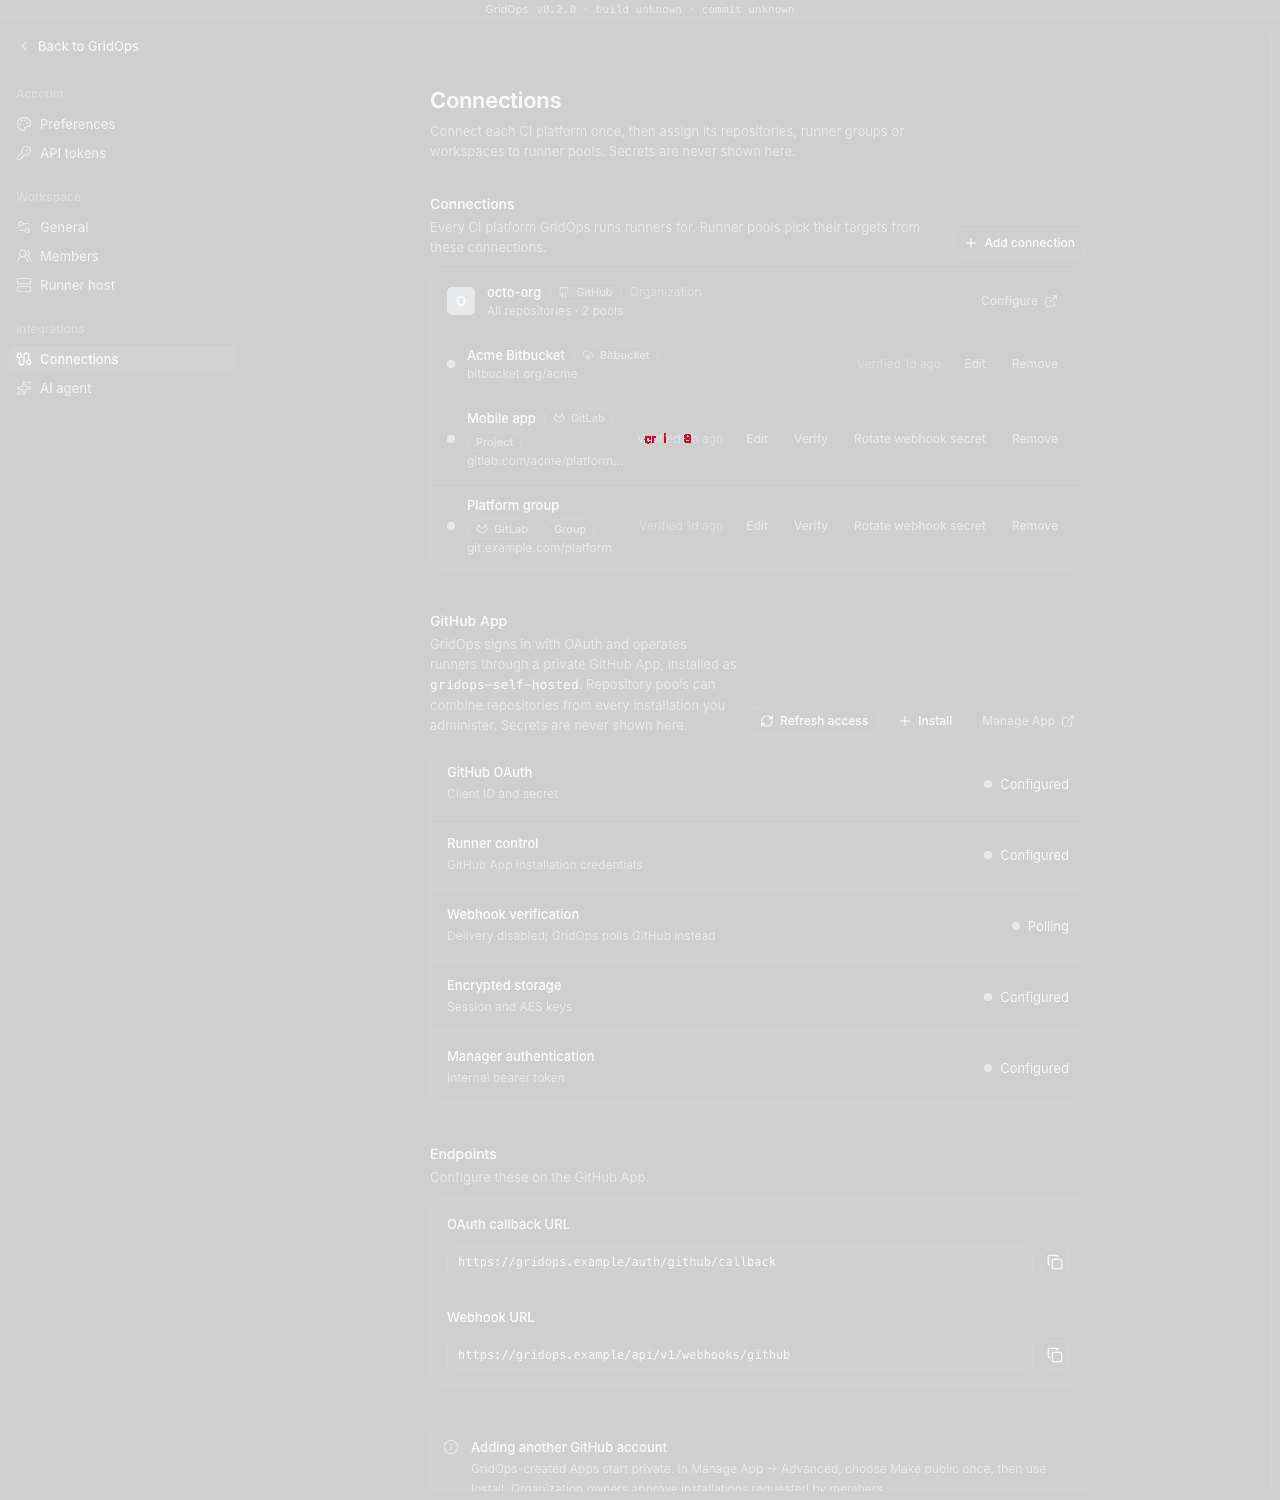 GridOps v0.2.0 · build unknown · commit unknown
Back to GridOps
Account
Preferences
API tokens
Workspace
General
Members
Runner host
Integrations
Connections
AI agent
Connections
Connect each CI platform once, then assign its repositories, runner groups or
workspaces to runner pools. Secrets are never shown here.
Connections
Every CI platform GridOps runs runners for. Runner pools pick their targets from
these connections.
Add connection
O
octo-org GitHub Organization
All repositories · 2 pools
Configure
Acme Bitbucket Bitbucket
bitbucket.org/acme
Verified 1d ago Edit Remove
Mobile app GitLab
Project
gitlab.com/acme/platform...
ago Edit Verify Rotate webhook secret Remove
Platform group
GitLab Group
git.example.com/platform
Verified 1d ago Edit Verify Rotate webhook secret Remove
GitHub App
GridOps signs in with OAuth and operates
runners through a private GitHub App, installed as
gridops-self-hosted. Repository pools can
combine repositories from every installation you
administer. Secrets are never shown here.
Refresh access Install Manage App
GitHub OAuth
Client ID and secret
Configured
Runner control
GitHub App installation credentials
Configured
Webhook verification
Delivery disabled; GridOps polls GitHub instead
Polling
Encrypted storage
Session and AES keys
Configured
Manager authentication
Internal bearer token
Configured
Endpoints
Configure these on the GitHub App.
OAuth callback URL
https://gridops.example/auth/github/callback
Webhook URL
https://gridops.example/api/v1/webhooks/github
Adding another GitHub account
GridOps-created Apps start private. In Manage App → Advanced, choose Make public once, then use
Install. Organization owners approve installations requested by members.